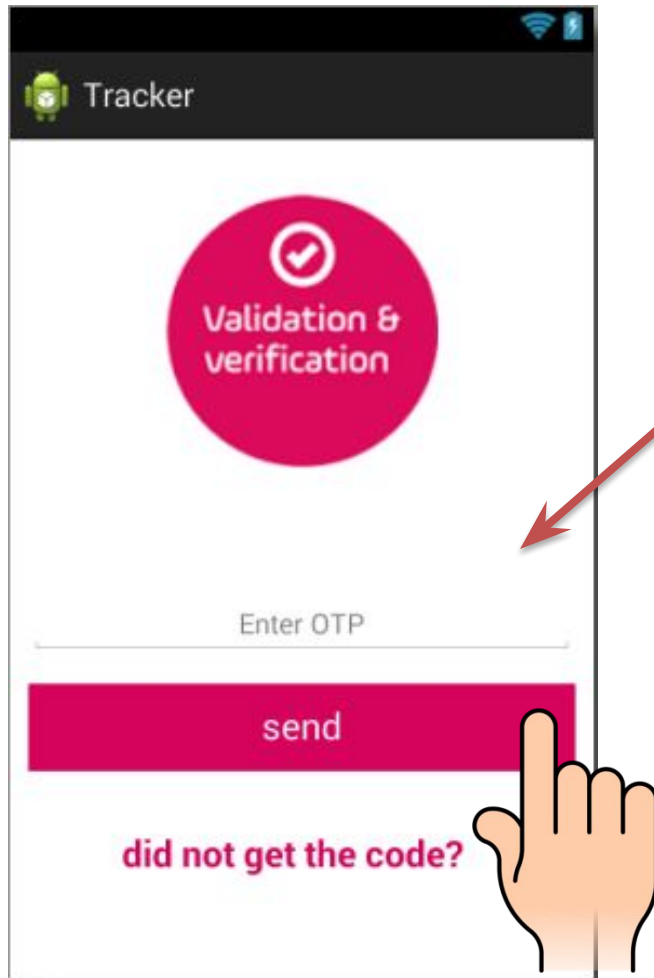 Tracker
Validation &
verification
Enter OTP
send
did not get the code?